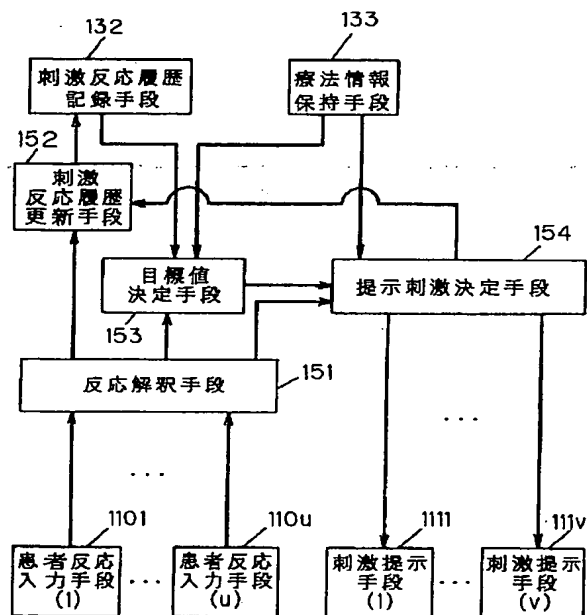 132
刺激反応履歴
記録手段
133
療法情報
保持手段
152
刺激
反応履歴
更新手段
154
目標値
決定手段
153
提示刺激決定手段
反応解釈手段
151
...
...
1101
患者反応
入力手段
(1)
...
110u
患者反応
入力手段
(u)
1111
刺激提示
手段
(1)
...
111v
刺激提示
手段
(v)